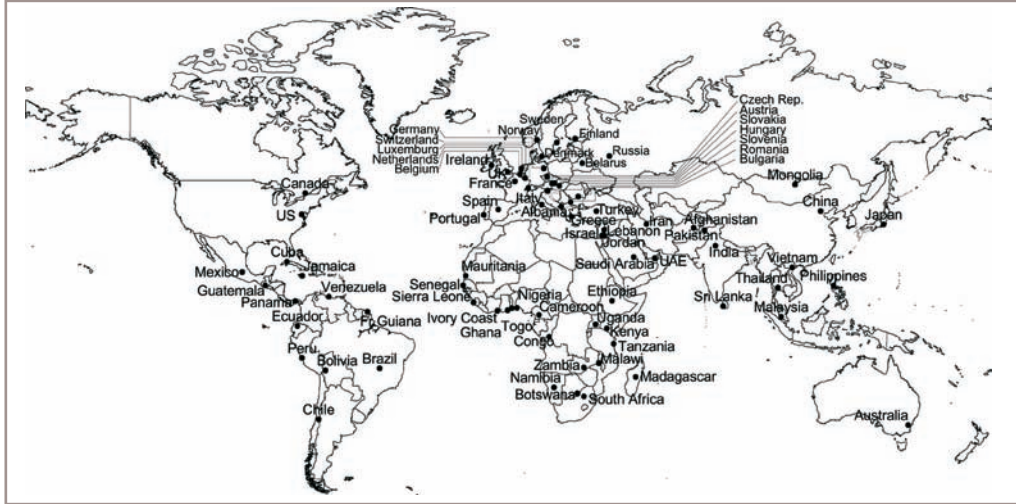 Czech Rep.
Austria
Slovakia
Hungary
Slovenia
Romania
Bulgaria
Germany
Switzerland
Luxemburg
Netherlands
Belgium
Sweden
Norway
Finland
Denmark
Russia
Belarus
Ireland
UK
France
Spain
Portugal
Italy
Albania
Greece
Turkey
Israel
Lebanon
Jordan
Iran
Afghanistan
Pakistan
India
Mongolia
China
Japan
Canada
US
Mexico
Cuba
Jamaica
Guatemala
Panama
Venezuela
Ecuador
Fr.Guiana
Peru
Bolivia
Brazil
Chile
Mauritania
Senegal
Sierra Leone
Ivory Coast
Ghana
Togo
Nigeria
Cameroon
Congo
Saudi Arabia
UAE
Ethiopia
Uganda
Kenya
Tanzania
Malawi
Zambia
Namibia
Botswana
South Africa
Madagascar
Sri Lanka
Vietnam
Thailand
Philippines
Malaysia
Australia